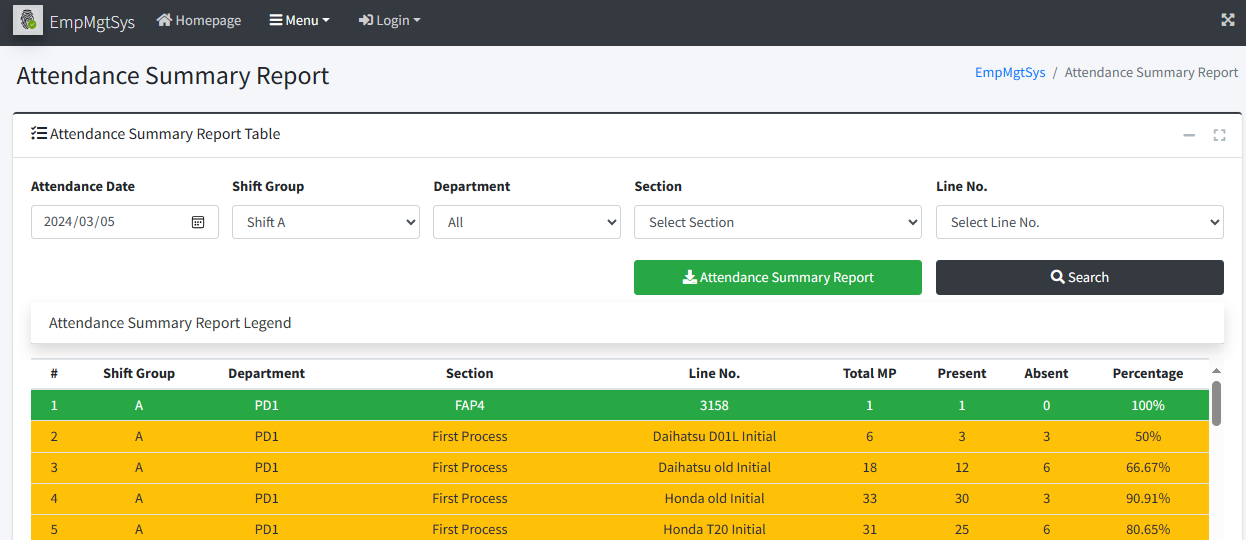 EmpMgtSys Homepage Menu Login
Attendance Summary Report
EmpMgtSys / Attendance Summary Report
Attendance Summary Report Table
Attendance Date Shift Group Department Section Line No.
2024/03/05 Shift A All Select Section Select Line No.
Attendance Summary Report Search
Attendance Summary Report Legend
# Shift Group Department Section Line No. Total MP Present Absent Percentage
1 A PD1 FAP4 3158 1 1 0 100%
2 A PD1 First Process Daihatsu D01L Initial 6 3 3 50%
3 A PD1 First Process Daihatsu old Initial 18 12 6 66.67%
4 A PD1 First Process Honda old Initial 33 30 3 90.91%
5 A PD1 First Process Honda T20 Initial 31 25 6 80.65%